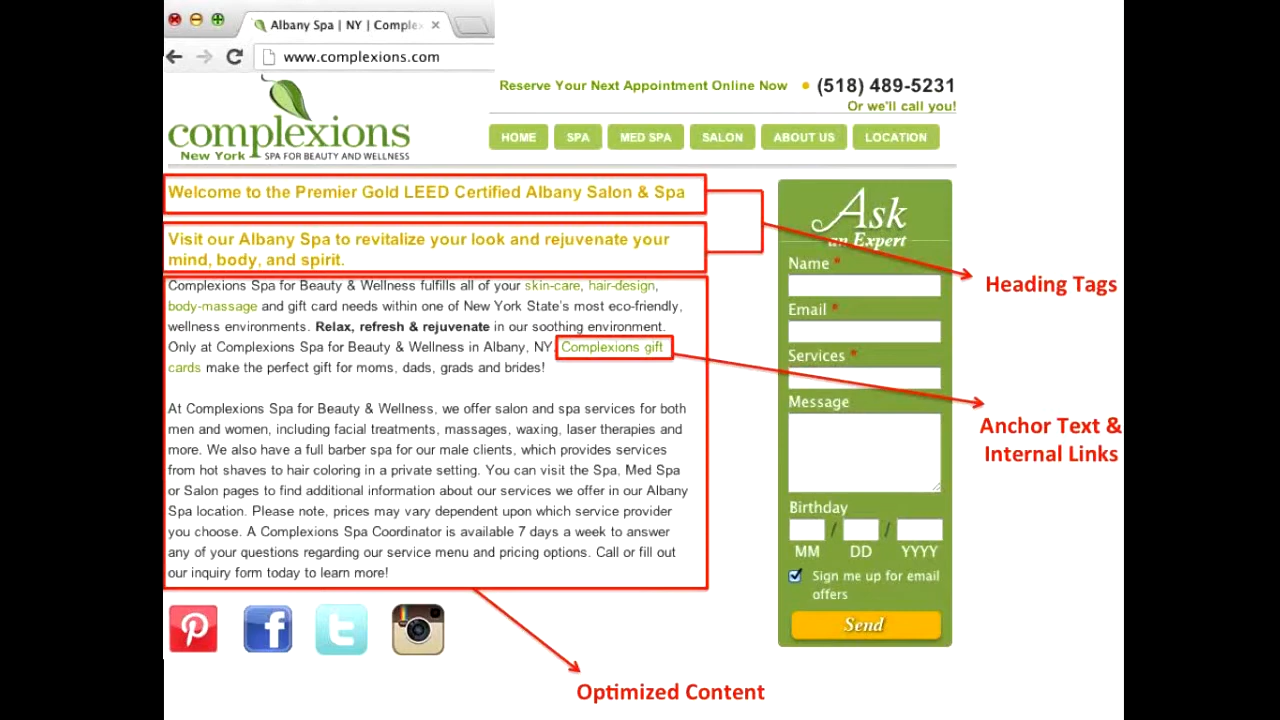 Albany Spa | NY | Comple
www.complexions.com
Reserve Your Next Appointment Online Now • (518) 489-5231
Or we'll call you!
complexions
New York SPA FOR BEAUTY AND WELLNESS
HOME SPA MED SPA SALON ABOUT US LOCATION
Welcome to the Premier Gold LEED Certified Albany Salon & Spa
Visit our Albany Spa to revitalize your look and rejuvenate your
mind, body, and spirit.
Complexions Spa for Beauty & Wellness fulfills all of your skin-care, hair-design,
body-massage and gift card needs within one of New York State's most eco-friendly,
wellness environments. Relax, refresh & rejuvenate in our soothing environment.
Only at Complexions Spa for Beauty & Wellness in Albany, NY. Complexions gift
cards make the perfect gift for moms, dads, grads and brides!
At Complexions Spa for Beauty & Wellness, we offer salon and spa services for both
men and women, including facial treatments, massages, waxing, laser therapies and
more. We also have a full barber spa for our male clients, which provides services
from hot shaves to hair coloring in a private setting. You can visit the Spa, Med Spa
or Salon pages to find additional information about our services we offer in our Albany
Spa location. Please note, prices may vary dependent upon which service provider
you choose. A Complexions Spa Coordinator is available 7 days a week to answer
any of your questions regarding our service menu and pricing options. Call or fill out
our inquiry form today to learn more!
Ask
an Expert
Name *
Email *
Services *
Message
Birthday
/ /
MM DD YYYY
Sign me up for email
offers
Send
Heading Tags
Anchor Text &
Internal Links
Optimized Content